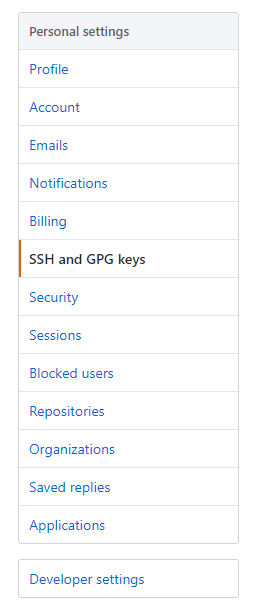 Personal settings
Profile
Account
Emails
Notifications
Billing
SSH and GPG keys
Security
Sessions
Blocked users
Repositories
Organizations
Saved replies
Applications
Developer settings